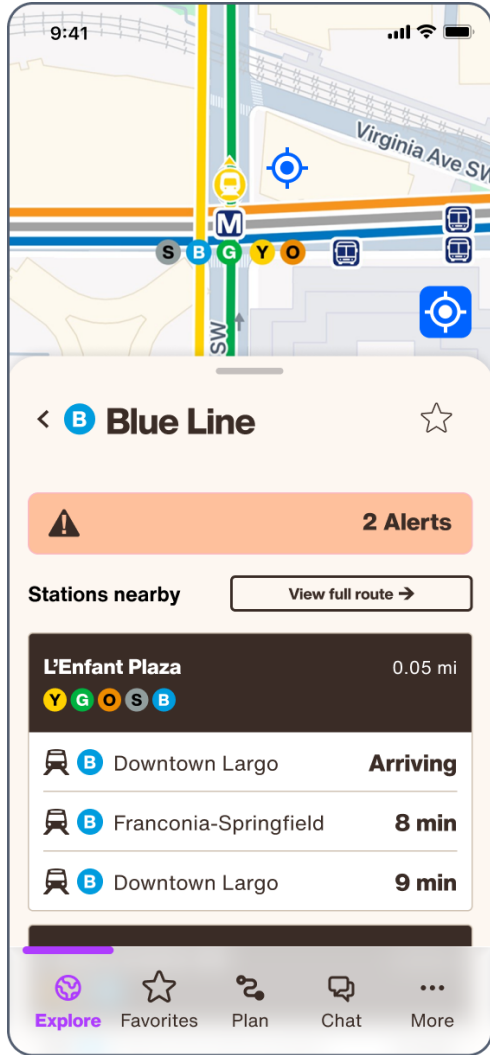 9:41
Virginia Ave SW
M
S B G Y O
SW
B Blue Line
2 Alerts
Stations nearby
View full route →
L’Enfant Plaza 0.05 mi
Y G O S B
B Downtown Largo Arriving
B Franconia-Springfield 8 min
B Downtown Largo 9 min
Explore Favorites Plan Chat More